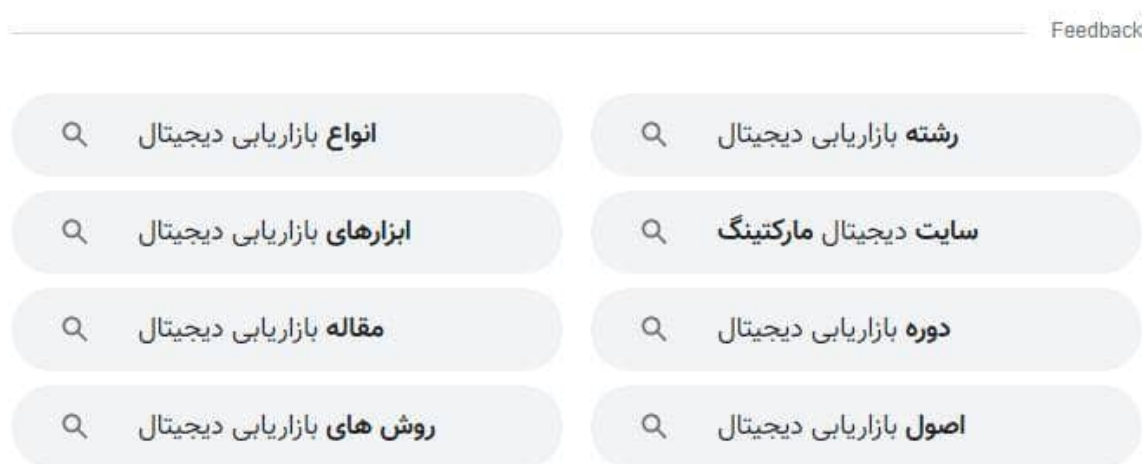 Feedback
انواع بازاریابی دیجیتال
رشته بازاریابی دیجیتال
ابزارهای بازاریابی دیجیتال
سایت دیجیتال مارکتینگ
مقاله بازاریابی دیجیتال
دوره بازاریابی دیجیتال
روش های بازاریابی دیجیتال
اصول بازاریابی دیجیتال